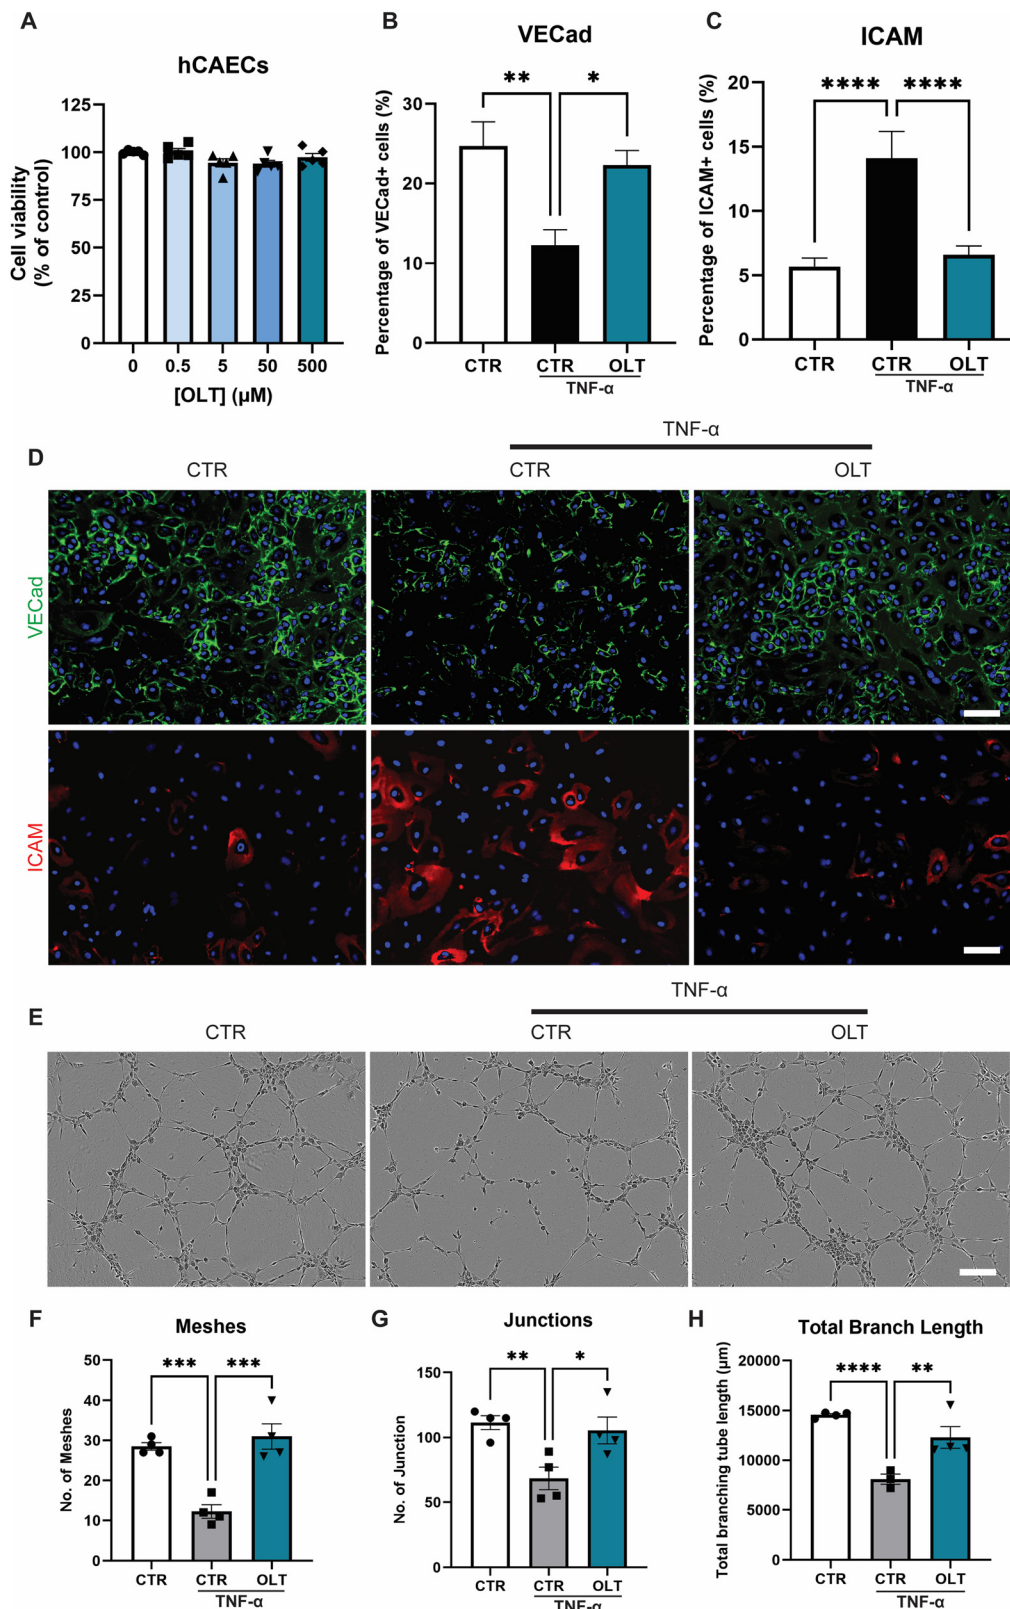 A
hCAECs
Cell viability
(% of control)
125
100
75
50
25
0
0 0.5 5 50 500
[OLT] (µM)
B
VECad
** *
Percentage of VECad+ cells (%)
30
20
10
0
CTR CTR OLT
TNF-α
C
ICAM
**** ****
Percentage of ICAM+ cells (%)
20
15
10
5
0
CTR CTR OLT
TNF-α
D
TNF-α
CTR CTR OLT
VECad
ICAM
E
TNF-α
CTR CTR OLT
F
Meshes
*** ***
No. of Meshes
50
40
30
20
10
0
CTR CTR OLT
TNF-α
G
Junctions
** *
No. of Junction
150
100
50
0
CTR CTR OLT
TNF-α
H
Total Branch Length
**** **
Total branching tube length (µm)
20000
15000
10000
5000
0
CTR CTR OLT
TNF-α